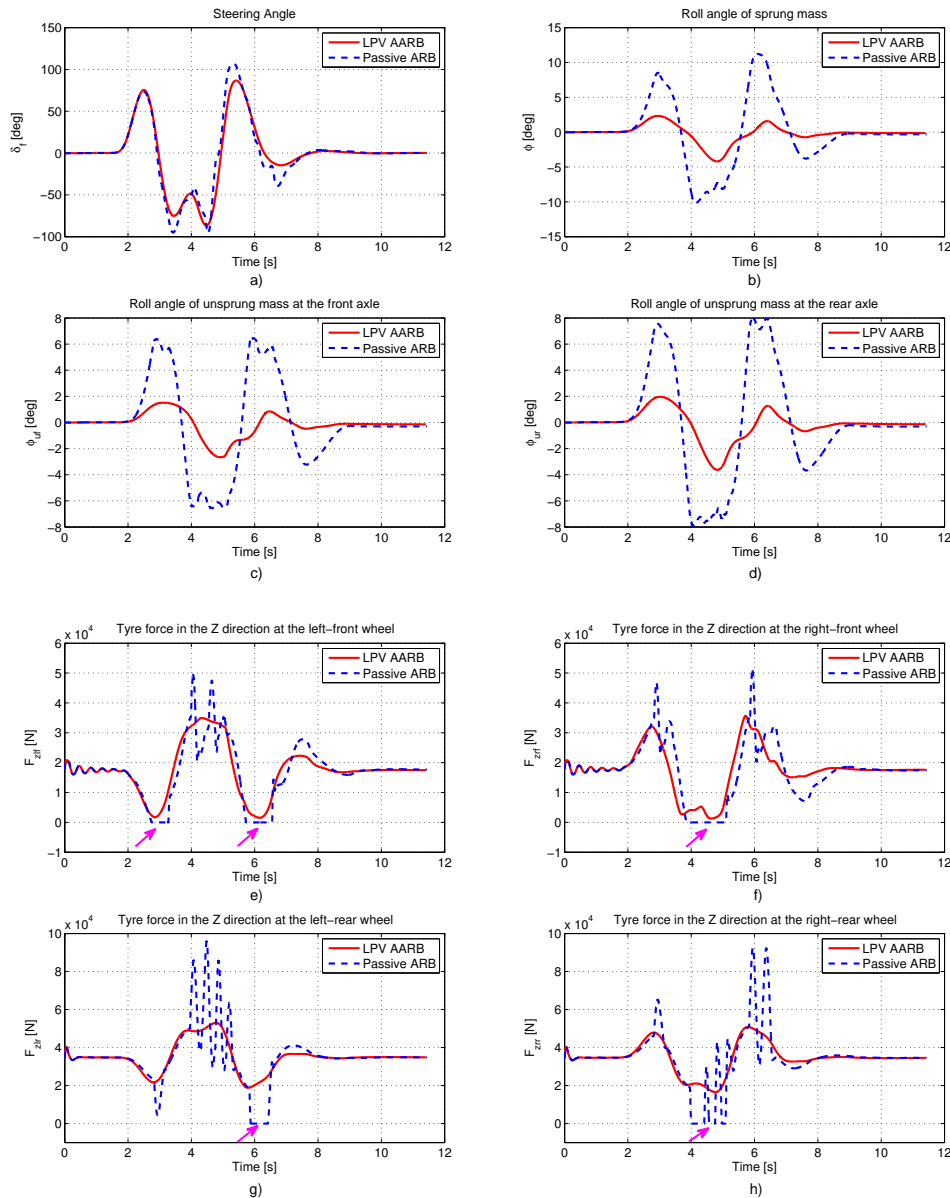 Steering Angle
150
100
50
0
−50
−100
δf [deg]
LPV AARB
Passive ARB
0 2 4 6 8 10 12
Time [s]
a)
Roll angle of sprung mass
15
10
5
0
−5
−10
−15
ϕ [deg]
LPV AARB
Passive ARB
0 2 4 6 8 10 12
Time [s]
b)
Roll angle of unsprung mass at the front axle
8
6
4
2
0
−2
−4
−6
−8
ϕuf [deg]
LPV AARB
Passive ARB
0 2 4 6 8 10 12
Time [s]
c)
Roll angle of unsprung mass at the rear axle
8
6
4
2
0
−2
−4
−6
−8
ϕur [deg]
LPV AARB
Passive ARB
0 2 4 6 8 10 12
Time [s]
d)
Tyre force in the Z direction at the left−front wheel
x 10^4
6
5
4
3
2
1
0
−1
Fzlf [N]
LPV AARB
Passive ARB
0 2 4 6 8 10 12
Time [s]
e)
Tyre force in the Z direction at the right−front wheel
x 10^4
6
5
4
3
2
1
0
−1
Fzrf [N]
LPV AARB
Passive ARB
0 2 4 6 8 10 12
Time [s]
f)
Tyre force in the Z direction at the left−rear wheel
x 10^4
10
8
6
4
2
0
Fzlr [N]
LPV AARB
Passive ARB
0 2 4 6 8 10 12
Time [s]
g)
Tyre force in the Z direction at the right−rear wheel
x 10^4
10
8
6
4
2
0
Fzrr [N]
LPV AARB
Passive ARB
0 2 4 6 8 10 12
Time [s]
h)